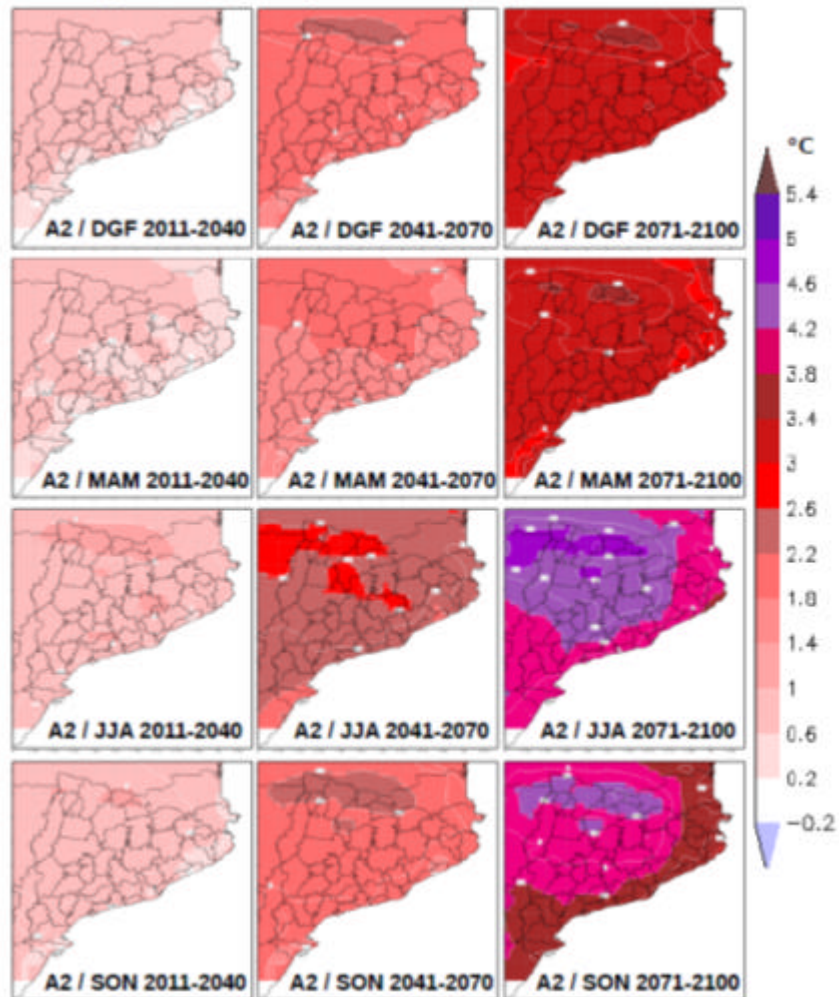 °C
A2 / DGF 2011-2040
A2 / DGF 2041-2070
A2 / DGF 2071-2100
A2 / MAM 2011-2040
A2 / MAM 2041-2070
A2 / MAM 2071-2100
A2 / JJA 2011-2040
A2 / JJA 2041-2070
A2 / JJA 2071-2100
A2 / SON 2011-2040
A2 / SON 2041-2070
A2 / SON 2071-2100
5.4
5
4.6
4.2
3.8
3.4
3
2.6
2.2
1.8
1.4
1
0.6
0.2
−0.2